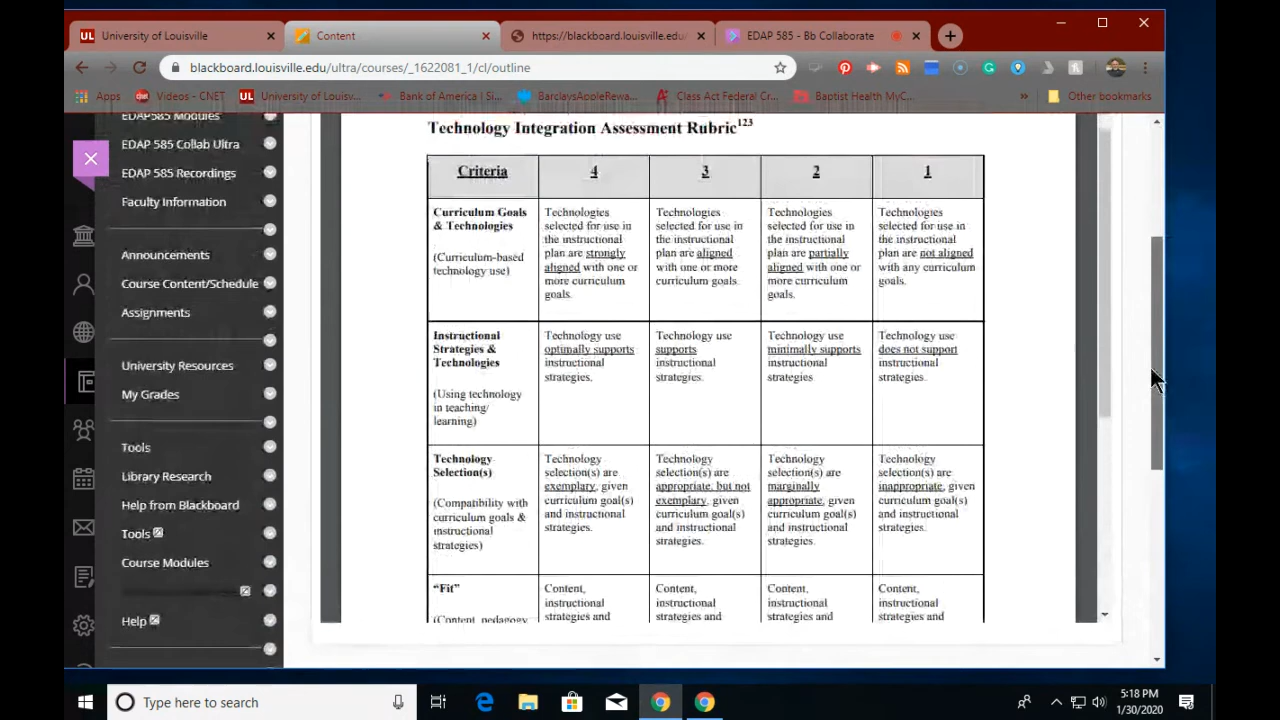 University of Louisville
Content
https://blackboard.louisville.edu/
EDAP 585 - Bb Collaborate
blackboard.louisville.edu/ultra/courses/_1622081_1/cl/outline
Apps
Videos - CNET
University of Louisv...
Bank of America | Si...
BarclaysAppleRewa...
Class Act Federal Cr...
Baptist Health MyC...
»
Other bookmarks
EDAP585 Modules
EDAP 585 Collab Ultra
EDAP 585 Recordings
Faculty Information
Announcements
Course Content/Schedule
Assignments
University Resources
My Grades
Tools
Library Research
Help from Blackboard
Tools
Course Modules
Help
Technology Integration Assessment Rubric123
Criteria
4
3
2
1
Curriculum Goals
& Technologies
(Curriculum-based
technology use)
Technologies
selected for use in
the instructional
plan are strongly
aligned with one or
more curriculum
goals.
Technologies
selected for use in
the instructional
plan are aligned
with one or more
curriculum goals.
Technologies
selected for use in
the instructional
plan are partially
aligned with one or
more curriculum
goals.
Technologies
selected for use in
the instructional
plan are not aligned
with any curriculum
goals.
Instructional
Strategies &
Technologies
(Using technology
in teaching/
learning)
Technology use
optimally supports
instructional
strategies.
Technology use
supports
instructional
strategies.
Technology use
minimally supports
instructional
strategies
Technology use
does not support
instructional
strategies.
Technology
Selection(s)
(Compatibility with
curriculum goals &
instructional
strategies)
Technology
selection(s) are
exemplary, given
curriculum goal(s)
and instructional
strategies.
Technology
selection(s) are
appropriate, but not
exemplary, given
curriculum goal(s)
and instructional
strategies.
Technology
selection(s) are
marginally
appropriate, given
curriculum goal(s)
and instructional
strategies.
Technology
selection(s) are
inappropriate, given
curriculum goal(s)
and instructional
strategies.
“Fit”
(Content, pedagogy
Content,
instructional
strategies and
Content,
instructional
strategies and
Content,
instructional
strategies and
Content,
instructional
strategies and
Type here to search
5:18 PM
1/30/2020